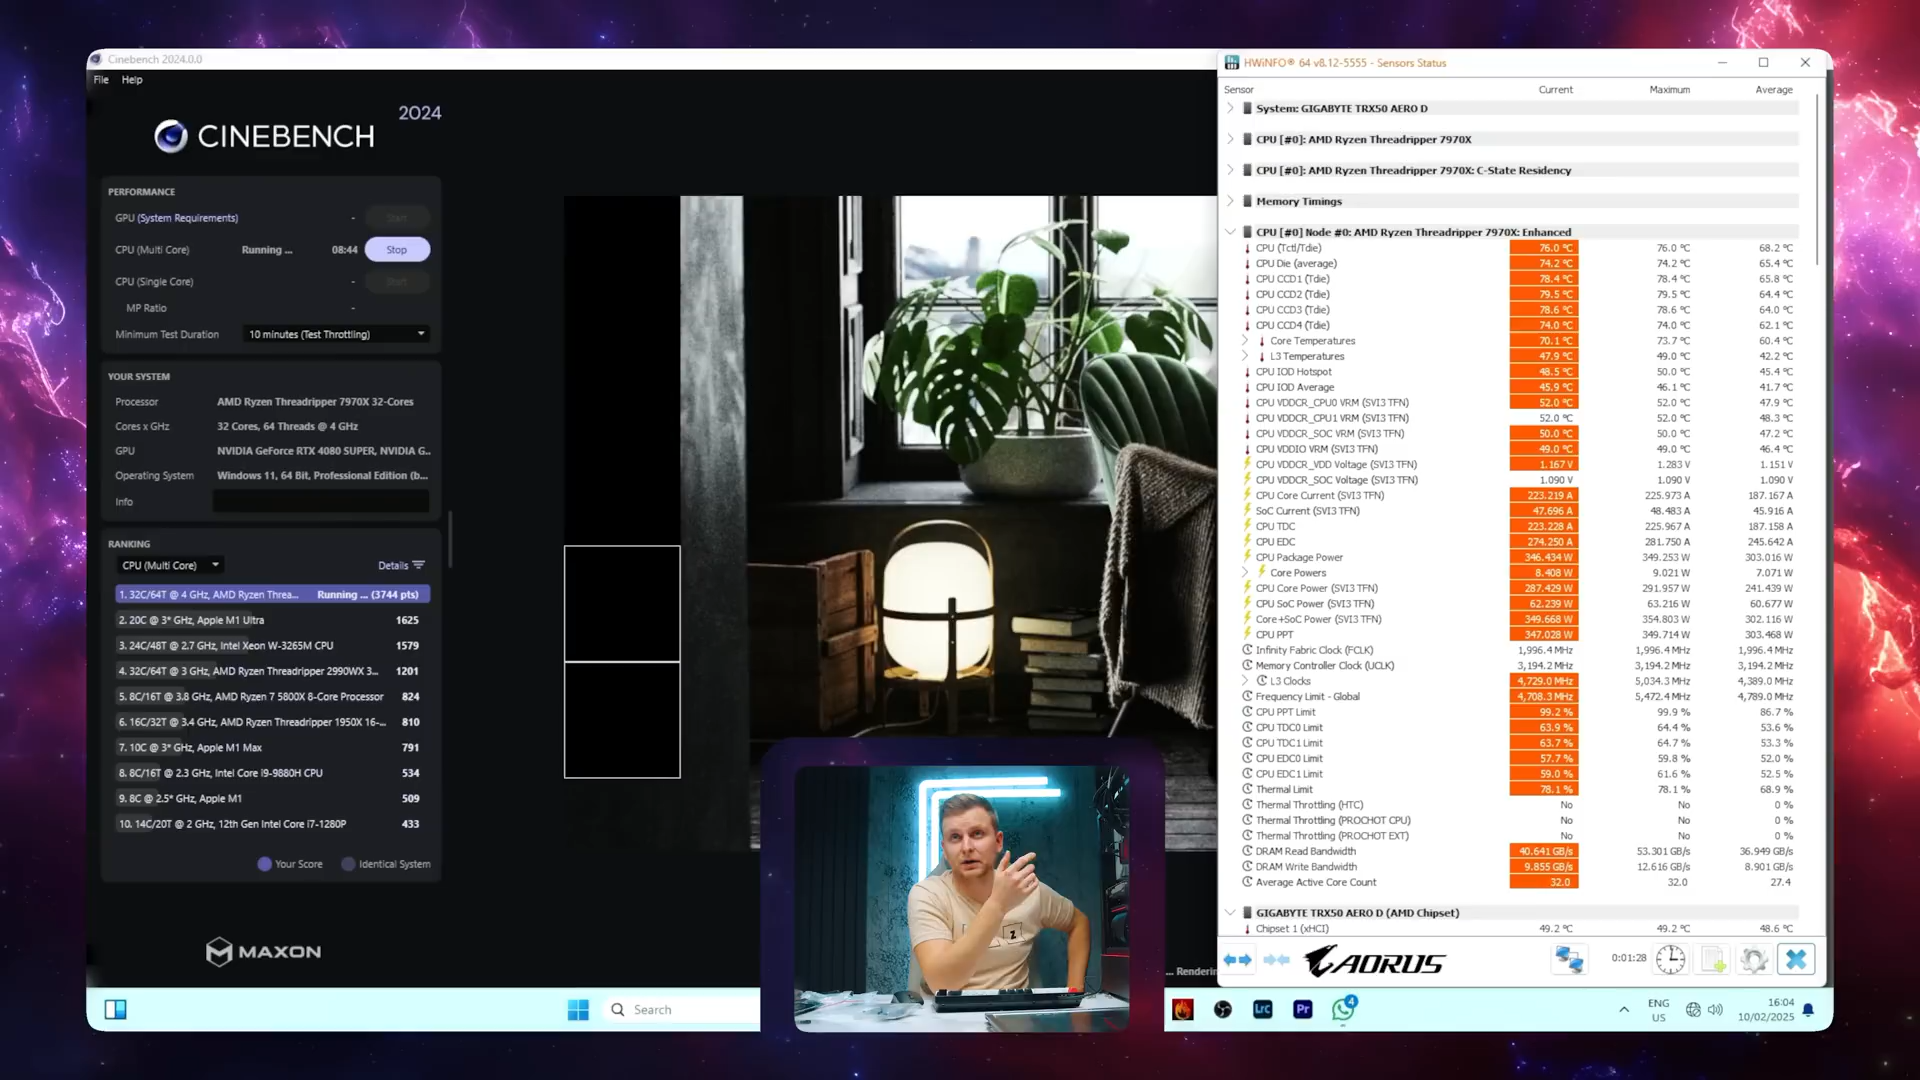 Cinebench 2024.0.0
File Help
CINEBENCH 2024
PERFORMANCE
GPU (System Requirements) - Start
CPU (Multi Core) Running ... 08:44 Stop
CPU (Single Core) - Start
MP Ratio -
Minimum Test Duration 10 minutes (Test Throttling)
YOUR SYSTEM
Processor AMD Ryzen Threadripper 7970X 32-Cores
Cores x GHz 32 Cores, 64 Threads @ 4 GHz
GPU NVIDIA GeForce RTX 4080 SUPER, NVIDIA G..
Operating System Windows 11, 64 Bit, Professional Edition (b...
Info
RANKING
CPU (Multi Core) Details
1. 32C/64T @ 4 GHz, AMD Ryzen Threa... Running ... (3744 pts)
2. 20C @ 3* GHz, Apple M1 Ultra 1625
3. 24C/48T @ 2.7 GHz, Intel Xeon W-3265M CPU 1579
4. 32C/64T @ 3 GHz, AMD Ryzen Threadripper 2990WX 3... 1201
5. 8C/16T @ 3.8 GHz, AMD Ryzen 7 5800X 8-Core Processor 824
6. 16C/32T @ 3.4 GHz, AMD Ryzen Threadripper 1950X 16-... 810
7. 10C @ 3* GHz, Apple M1 Max 791
8. 8C/16T @ 2.3 GHz, Intel Core i9-9880H CPU 534
9. 8C @ 2.5* GHz, Apple M1 509
10. 14C/20T @ 2 GHz, 12th Gen Intel Core i7-1280P 433
Your Score Identical System
MAXON
... Renderin
HWiNFO® 64 v8.12-5555 - Sensors Status
Sensor Current Maximum Average
System: GIGABYTE TRX50 AERO D
CPU [#0]: AMD Ryzen Threadripper 7970X
CPU [#0]: AMD Ryzen Threadripper 7970X: C-State Residency
Memory Timings
CPU [#0] Node #0: AMD Ryzen Threadripper 7970X: Enhanced
CPU (Tctl/Tdie) 76.0 °C 76.0 °C 68.2 °C
CPU Die (average) 74.2 °C 74.2 °C 65.4 °C
CPU CCD1 (Tdie) 78.4 °C 78.4 °C 65.8 °C
CPU CCD2 (Tdie) 79.5 °C 79.5 °C 64.4 °C
CPU CCD3 (Tdie) 78.6 °C 78.6 °C 64.0 °C
CPU CCD4 (Tdie) 74.0 °C 74.0 °C 62.1 °C
Core Temperatures 70.1 °C 73.7 °C 60.4 °C
L3 Temperatures 47.9 °C 49.0 °C 42.2 °C
CPU IOD Hotspot 48.5 °C 50.0 °C 45.4 °C
CPU IOD Average 45.9 °C 46.1 °C 41.7 °C
CPU VDDCR_CPU0 VRM (SVI3 TFN) 52.0 °C 52.0 °C 47.9 °C
CPU VDDCR_CPU1 VRM (SVI3 TFN) 52.0 °C 52.0 °C 48.3 °C
CPU VDDCR_SOC VRM (SVI3 TFN) 50.0 °C 50.0 °C 47.2 °C
CPU VDDIO VRM (SVI3 TFN) 49.0 °C 49.0 °C 46.4 °C
CPU VDDCR_VDD Voltage (SVI3 TFN) 1.167 V 1.283 V 1.151 V
CPU VDDCR_SOC Voltage (SVI3 TFN) 1.090 V 1.090 V 1.090 V
CPU Core Current (SVI3 TFN) 223.219 A 225.973 A 187.167 A
SoC Current (SVI3 TFN) 47.696 A 48.483 A 45.916 A
CPU TDC 223.228 A 225.967 A 187.158 A
CPU EDC 274.250 A 281.750 A 245.642 A
CPU Package Power 346.434 W 349.253 W 303.016 W
Core Powers 8.408 W 9.021 W 7.071 W
CPU Core Power (SVI3 TFN) 287.429 W 291.957 W 241.439 W
CPU SoC Power (SVI3 TFN) 62.239 W 63.216 W 60.677 W
Core+SoC Power (SVI3 TFN) 349.668 W 354.803 W 302.116 W
CPU PPT 347.028 W 349.714 W 303.468 W
Infinity Fabric Clock (FCLK) 1,996.4 MHz 1,996.4 MHz 1,996.4 MHz
Memory Controller Clock (UCLK) 3,194.2 MHz 3,194.2 MHz 3,194.2 MHz
L3 Clocks 4,729.0 MHz 5,034.3 MHz 4,389.0 MHz
Frequency Limit - Global 4,708.3 MHz 5,472.4 MHz 4,789.0 MHz
CPU PPT Limit 99.2 % 99.9 % 86.7 %
CPU TDC0 Limit 63.9 % 64.4 % 53.6 %
CPU TDC1 Limit 63.7 % 64.7 % 53.3 %
CPU EDC0 Limit 57.7 % 59.8 % 52.0 %
CPU EDC1 Limit 59.0 % 61.6 % 52.5 %
Thermal Limit 78.1 % 78.1 % 68.9 %
Thermal Throttling (HTC) No No 0 %
Thermal Throttling (PROCHOT CPU) No No 0 %
Thermal Throttling (PROCHOT EXT) No No 0 %
DRAM Read Bandwidth 40.641 GB/s 53.301 GB/s 36.949 GB/s
DRAM Write Bandwidth 9.855 GB/s 12.616 GB/s 8.901 GB/s
Average Active Core Count 32.0 32.0 27.4
GIGABYTE TRX50 AERO D (AMD Chipset)
Chipset 1 (xHCI) 49.2 °C 49.2 °C 48.6 °C
AORUS 0:01:28
Search
LrC Pr 4
ENG
US
16:04
10/02/2025